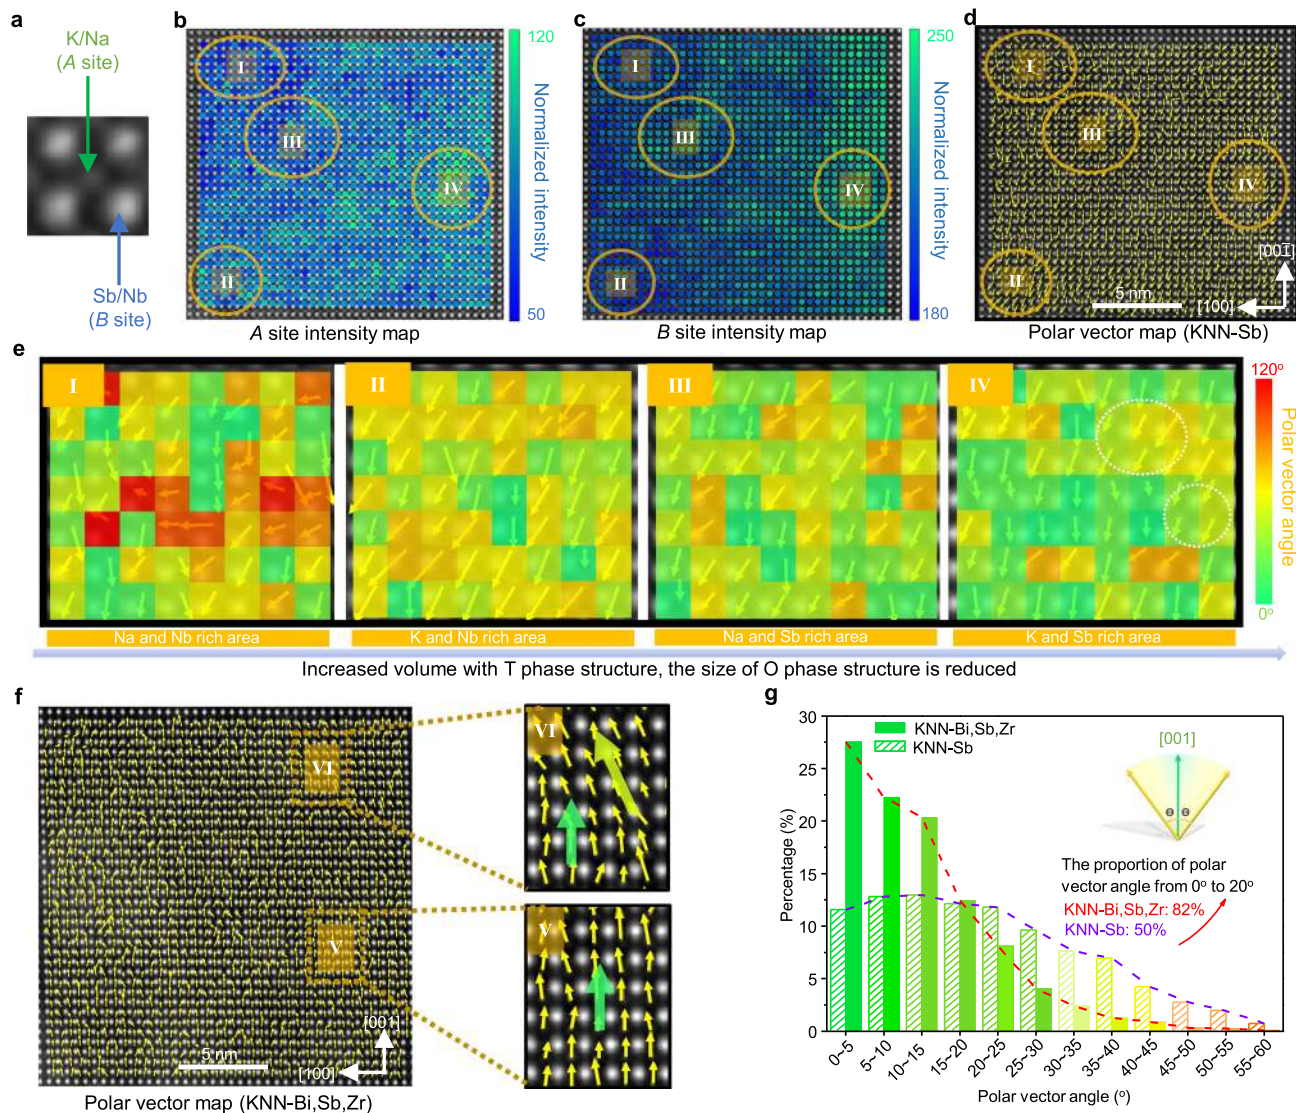 a
K/Na
(A site)
Sb/Nb
(B site)
b
I
III
IV
II
120
Normalized intensity
50
A site intensity map
c
I
III
IV
II
250
Normalized intensity
180
B site intensity map
d
I
III
IV
II
[001̄]
5 nm
[100]
Polar vector map (KNN-Sb)
e
I
II
III
IV
120º
Polar vector angle
0º
Na and Nb rich area
K and Nb rich area
Na and Sb rich area
K and Sb rich area
Increased volume with T phase structure, the size of O phase structure is reduced
f
VI
V
[001]
5 nm
[100]
Polar vector map (KNN-Bi,Sb,Zr)
VI
V
g
30
25
20
15
10
5
0
Percentage (%)
KNN-Bi,Sb,Zr
KNN-Sb
[001]
Θ Θ
The proportion of polar
vector angle from 0º to 20º
KNN-Bi,Sb,Zr: 82%
KNN-Sb: 50%
0~5
5~10
10~15
15~20
20~25
25~30
30~35
35~40
40~45
45~50
50~55
55~60
Polar vector angle (º)